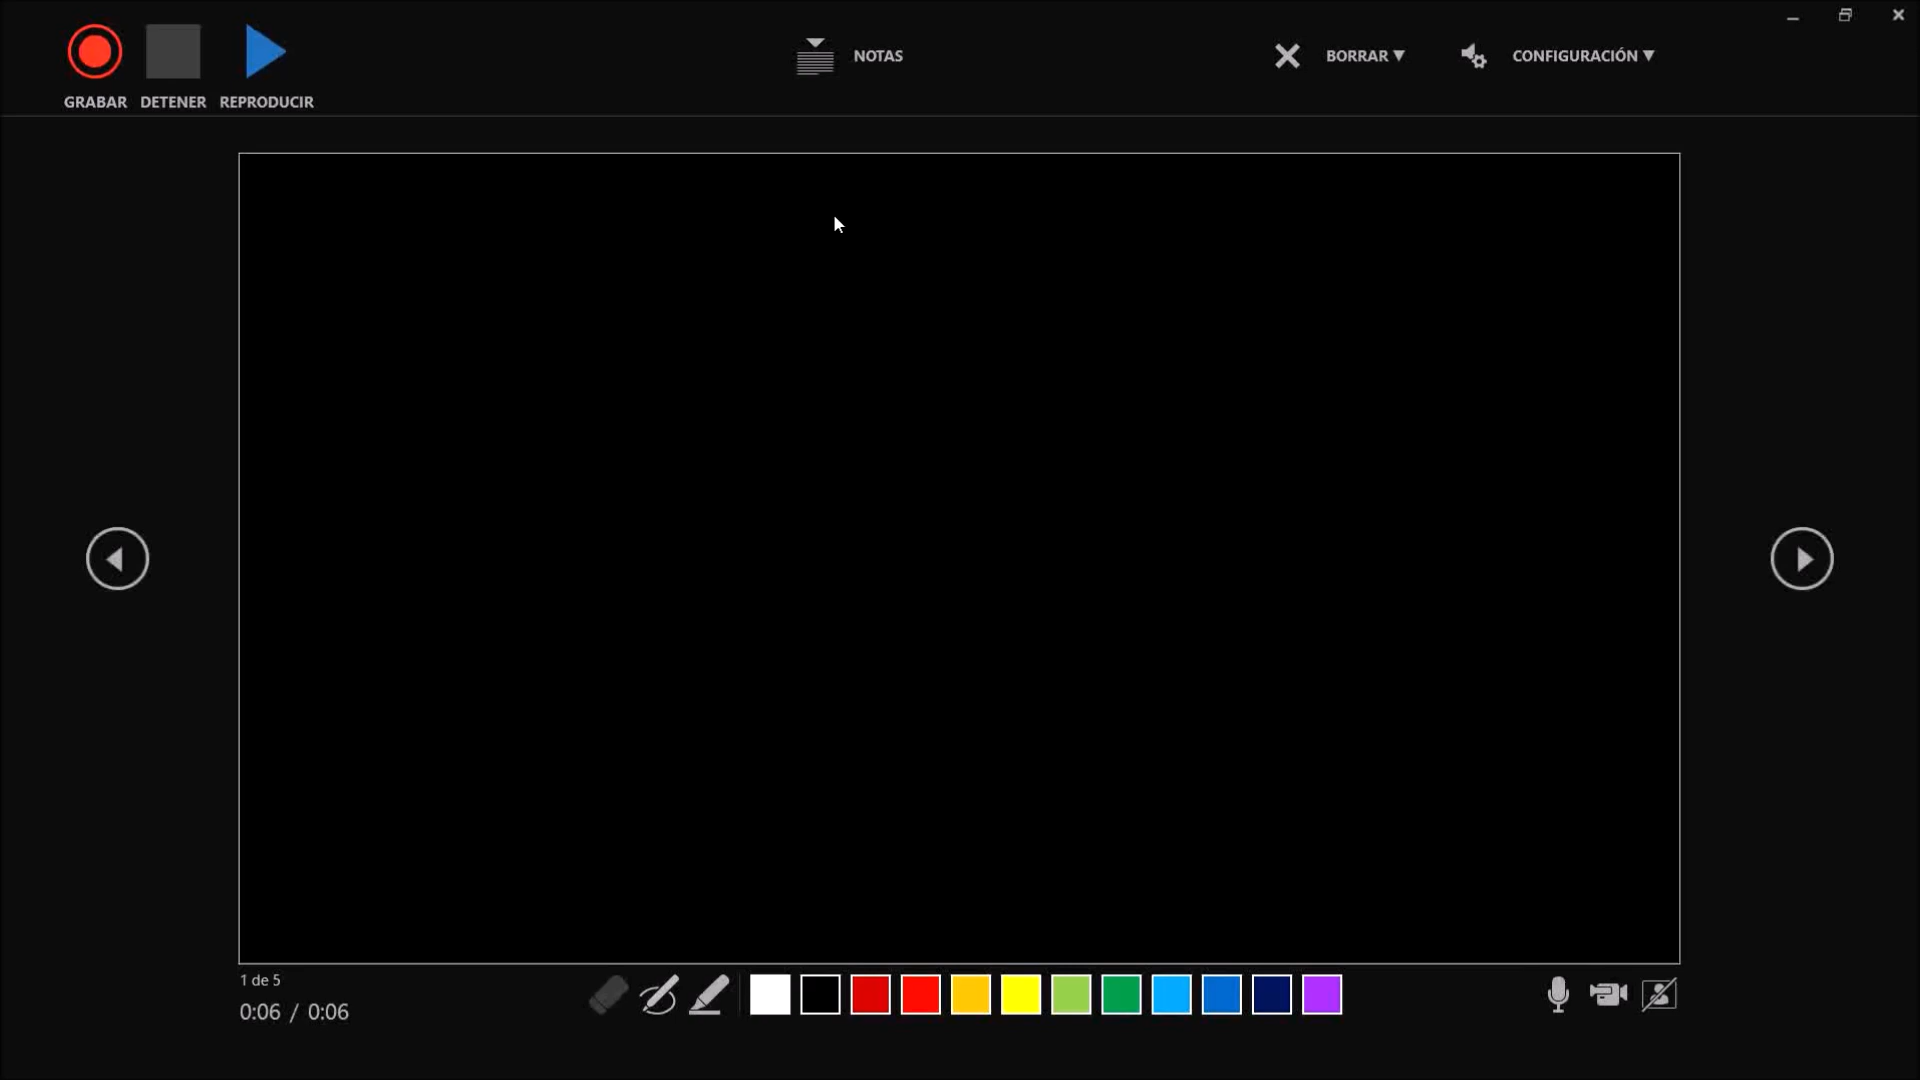 GRABAR DETENER REPRODUCIR
NOTAS
BORRAR
CONFIGURACIÓN
1 de 5
0:06 / 0:06